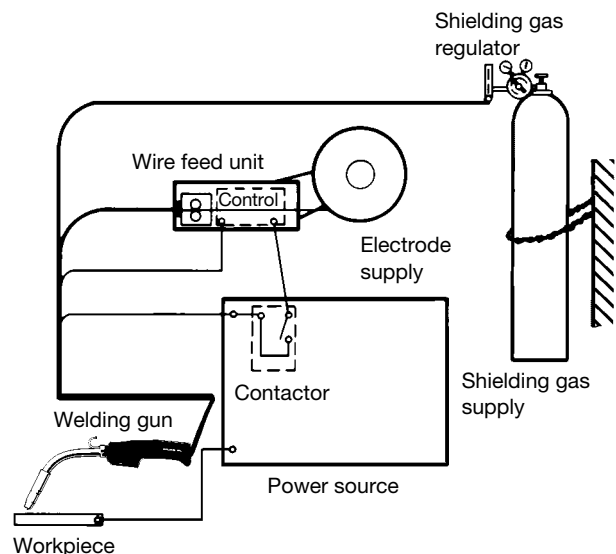 Shielding gas
regulator
Wire feed unit
Control
Electrode
supply
Contactor
Shielding gas
supply
Welding gun
Power source
Workpiece